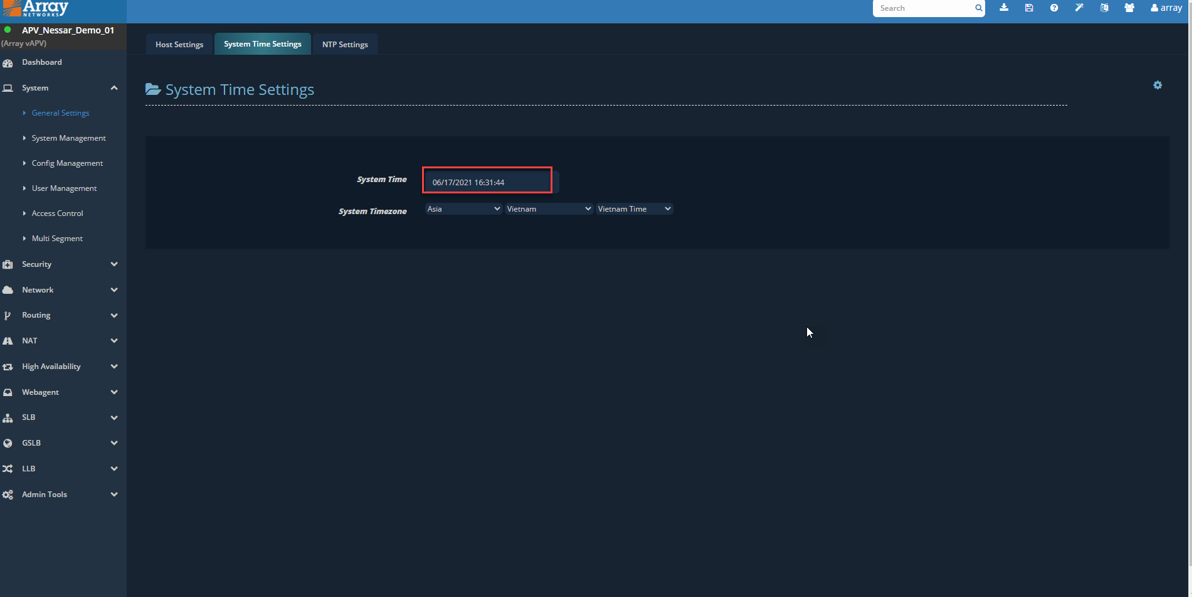 Array
NETWORKS
Search
array
APV_Nessar_Demo_01
(Array vAPV)
Dashboard
System
General Settings
System Management
Config Management
User Management
Access Control
Multi Segment
Security
Network
Routing
NAT
High Availability
Webagent
SLB
GSLB
LLB
Admin Tools
Host Settings
System Time Settings
NTP Settings
System Time Settings
System Time
06/17/2021 16:31:44
System Timezone
Asia
Vietnam
Vietnam Time